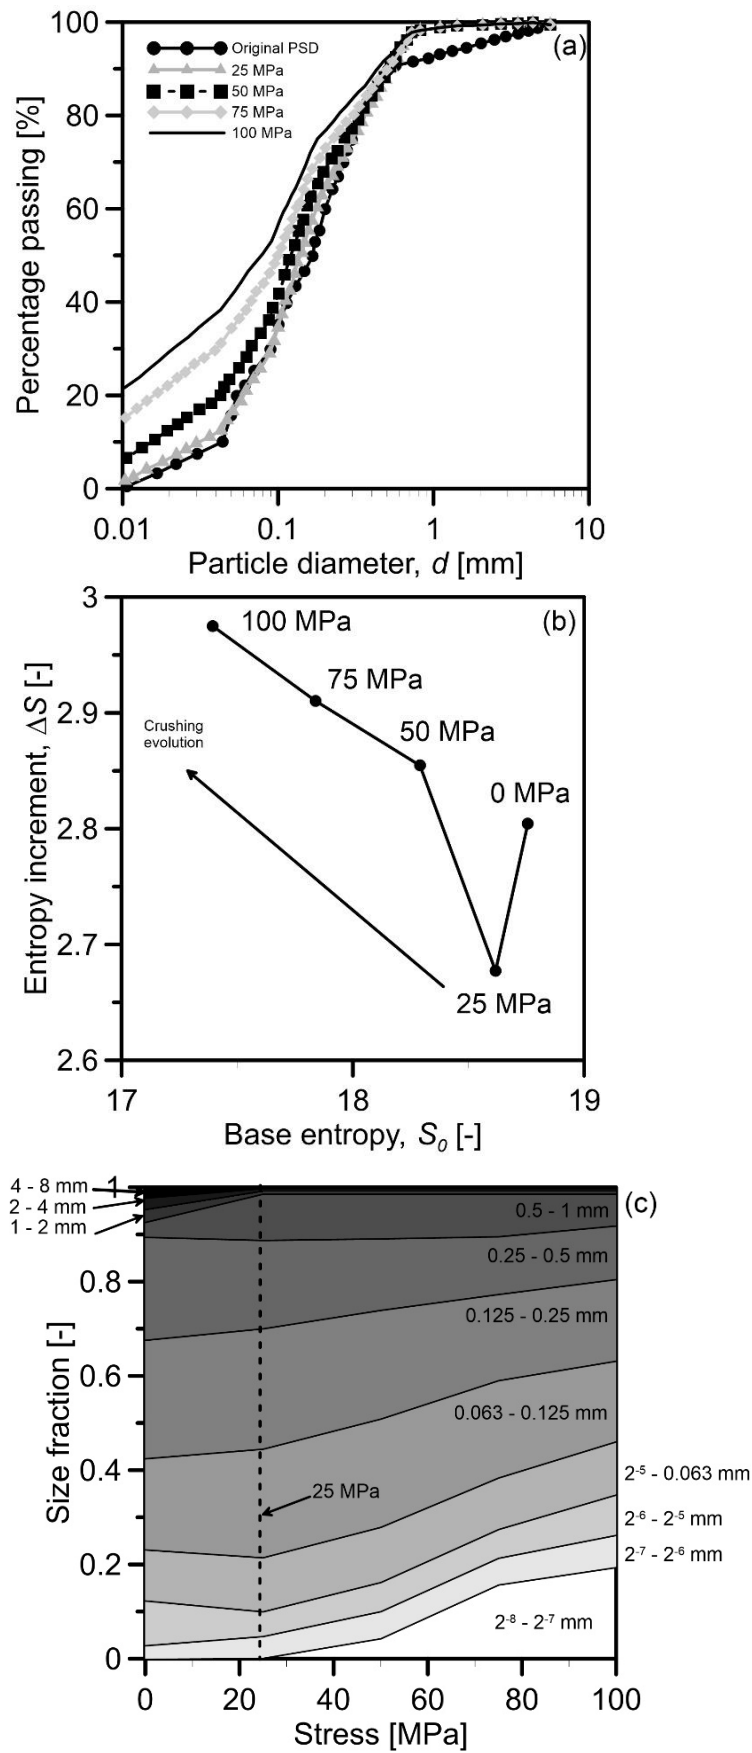 100
(a)
Original PSD
25 MPa
50 MPa
75 MPa
100 MPa
80
60
40
20
0
Percentage passing [%]
0.01 0.1 1 10
Particle diameter, d [mm]
3
(b)
100 MPa
75 MPa
Crushing
evolution
50 MPa
2.9
0 MPa
2.8
2.7
25 MPa
2.6
Entropy increment, ΔS [-]
17 18 19
Base entropy, S₀ [-]
4 - 8 mm
2 - 4 mm
1 - 2 mm
1
(c)
0.5 - 1 mm
0.25 - 0.5 mm
0.8
0.125 - 0.25 mm
0.6
0.063 - 0.125 mm
0.4
25 MPa
2⁻⁵ - 0.063 mm
2⁻⁶ - 2⁻⁵ mm
2⁻⁷ - 2⁻⁶ mm
0.2
2⁻⁸ - 2⁻⁷ mm
0
Size fraction [-]
0 20 40 60 80 100
Stress [MPa]